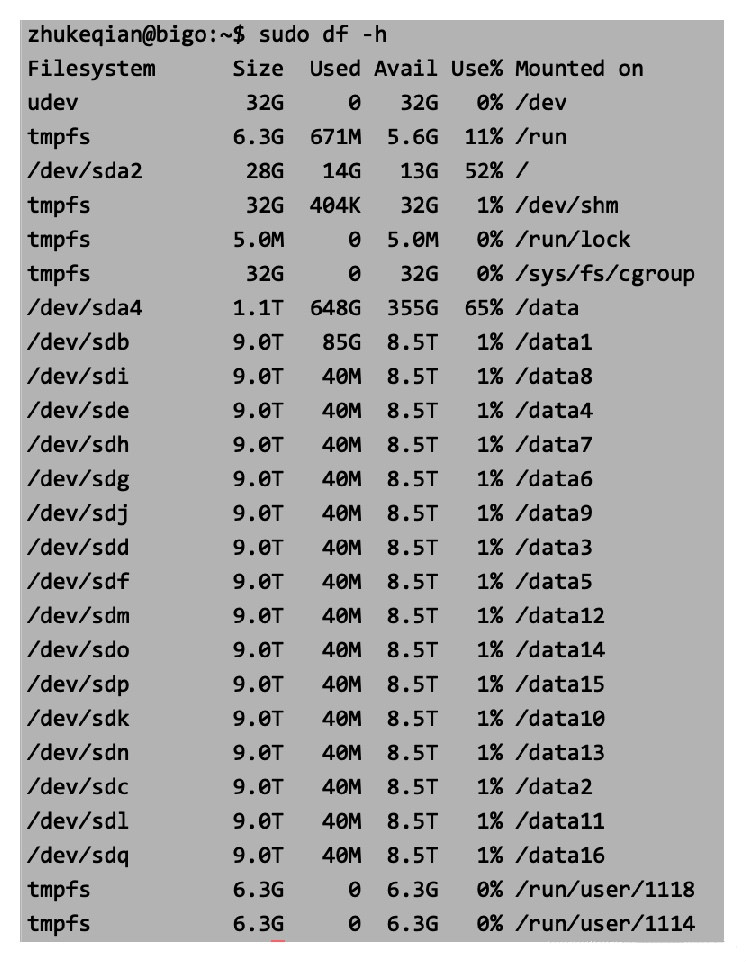 zhukeqian@bigo:~$ sudo df -h
Filesystem      Size  Used Avail Use% Mounted on
udev             32G     0   32G   0% /dev
tmpfs           6.3G  671M  5.6G  11% /run
/dev/sda2        28G   14G   13G  52% /
tmpfs            32G  404K   32G   1% /dev/shm
tmpfs           5.0M     0  5.0M   0% /run/lock
tmpfs            32G     0   32G   0% /sys/fs/cgroup
/dev/sda4       1.1T  648G  355G  65% /data
/dev/sdb        9.0T   85G  8.5T   1% /data1
/dev/sdi        9.0T   40M  8.5T   1% /data8
/dev/sde        9.0T   40M  8.5T   1% /data4
/dev/sdh        9.0T   40M  8.5T   1% /data7
/dev/sdg        9.0T   40M  8.5T   1% /data6
/dev/sdj        9.0T   40M  8.5T   1% /data9
/dev/sdd        9.0T   40M  8.5T   1% /data3
/dev/sdf        9.0T   40M  8.5T   1% /data5
/dev/sdm        9.0T   40M  8.5T   1% /data12
/dev/sdo        9.0T   40M  8.5T   1% /data14
/dev/sdp        9.0T   40M  8.5T   1% /data15
/dev/sdk        9.0T   40M  8.5T   1% /data10
/dev/sdn        9.0T   40M  8.5T   1% /data13
/dev/sdc        9.0T   40M  8.5T   1% /data2
/dev/sdl        9.0T   40M  8.5T   1% /data11
/dev/sdq        9.0T   40M  8.5T   1% /data16
tmpfs           6.3G     0  6.3G   0% /run/user/1118
tmpfs           6.3G     0  6.3G   0% /run/user/1114